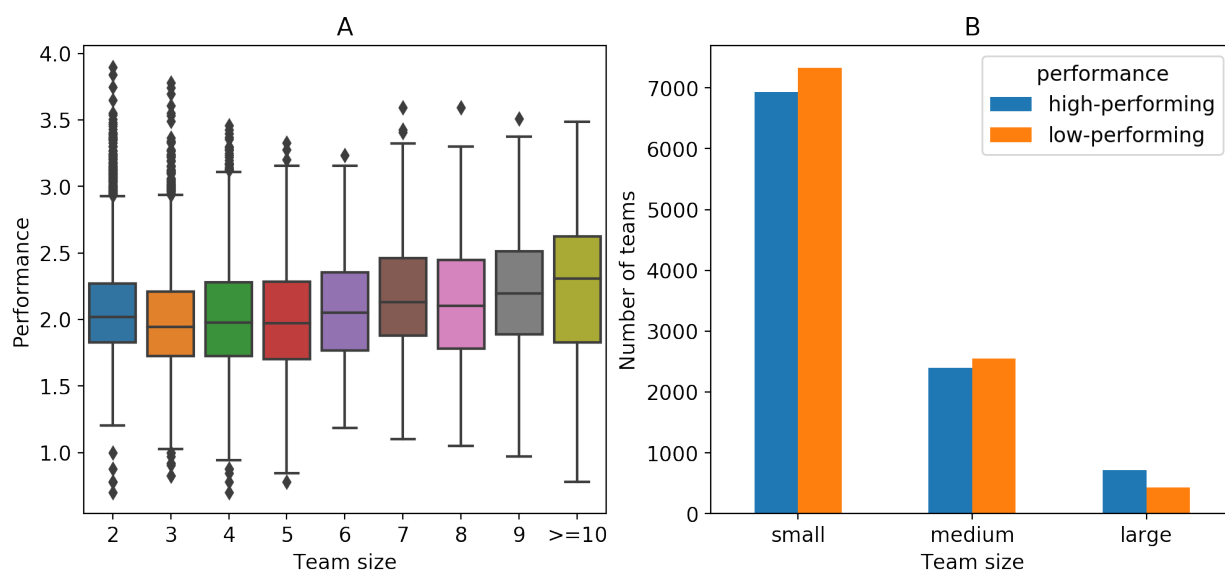 A
4.0
3.5
3.0
2.5
2.0
1.5
1.0
Performance
2 3 4 5 6 7 8 9 >=10
Team size
B
performance
high-performing
low-performing
7000
6000
5000
4000
3000
2000
1000
0
Number of teams
small medium large
Team size